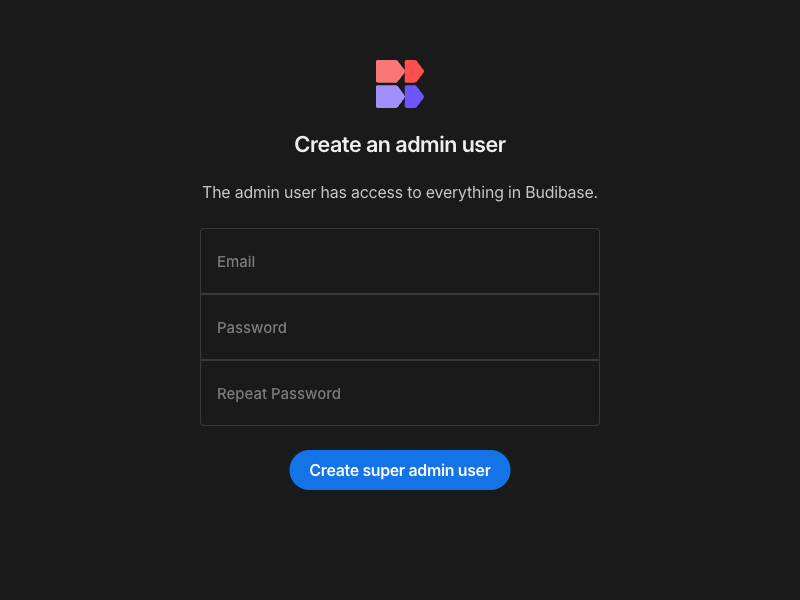 Create an admin user
The admin user has access to everything in Budibase.
Email
Password
Repeat Password
Create super admin user